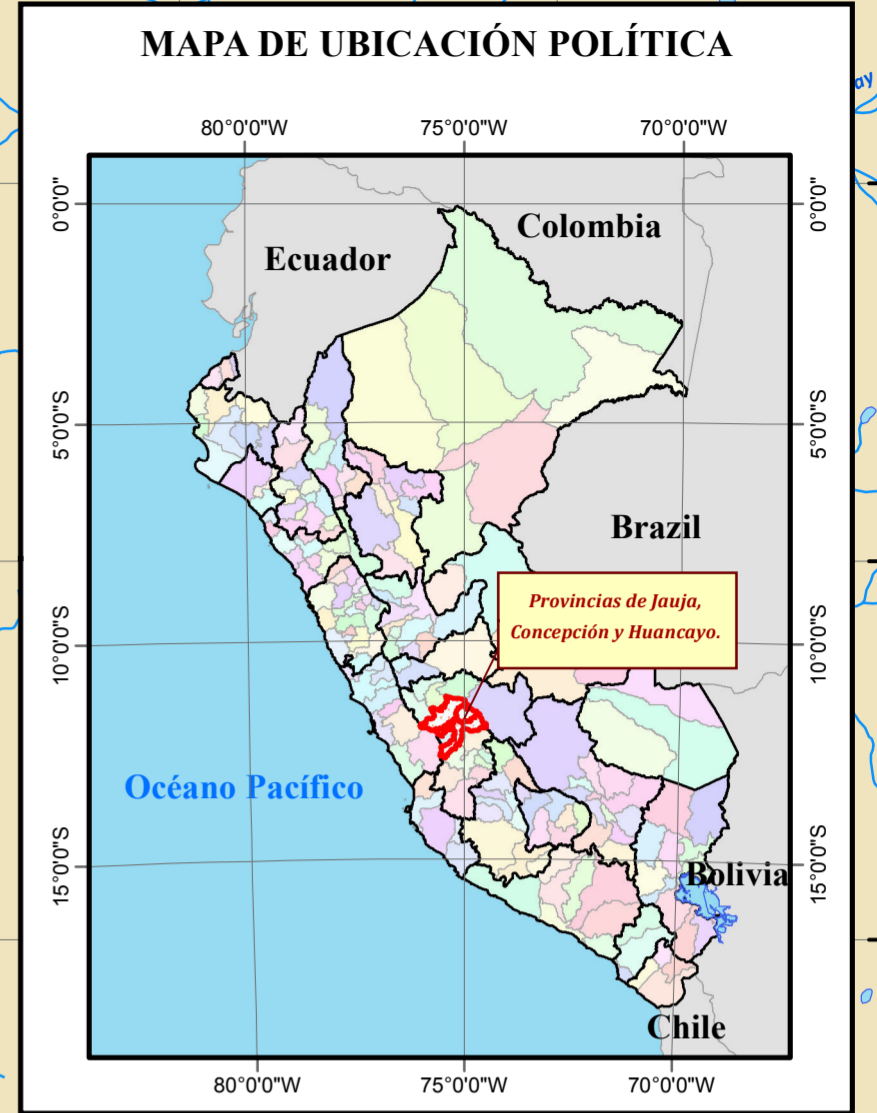 MAPA DE UBICACIÓN POLÍTICA
80°0'0"W 75°0'0"W 70°0'0"W
ay
0°0'0" 0°0'0"
Colombia
Ecuador
5°0'0"S 5°0'0"S
Brazil
Provincias de Jauja,
Concepción y Huancayo.
10°0'0"S 10°0'0"S
Océano Pacífico
15°0'0"S 15°0'0"S
Bolivia
Chile
80°0'0"W 75°0'0"W 70°0'0"W